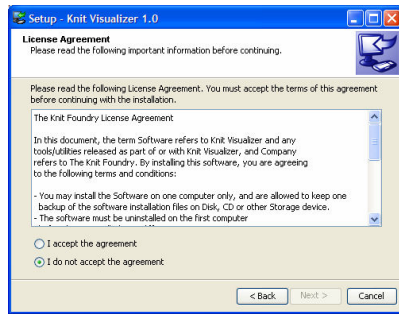 Setup - Knit Visualizer 1.0
License Agreement
Please read the following important information before continuing.
Please read the following License Agreement. You must accept the terms of this agreement
before continuing with the installation.
The Knit Foundry License Agreement
In this document, the term Software refers to Knit Visualizer and any
tools/utilities released as part of or with Knit Visualizer, and Company
refers to The Knit Foundry. By installing this software, you are agreeing
to the following terms and conditions:
- You may install the Software on one computer only, and are allowed to keep one
backup of the software installation files on Disk, CD or other Storage device.
- The software must be uninstalled on the first computer
I accept the agreement
I do not accept the agreement
< Back
Next >
Cancel